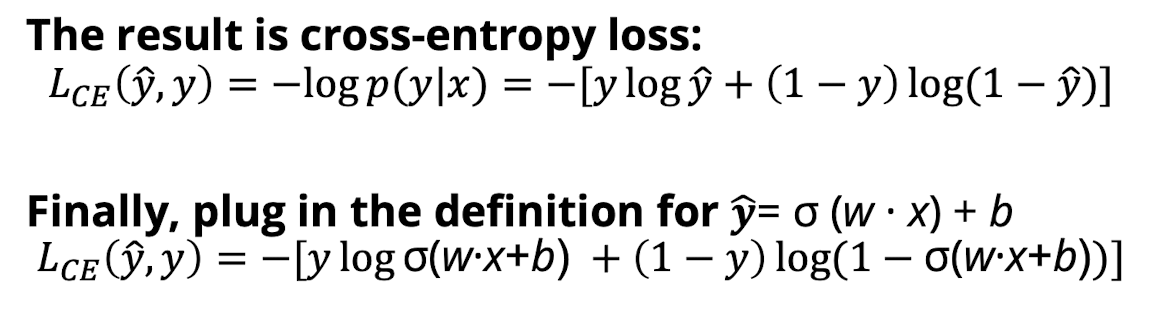 The result is cross-entropy loss:
L_CE(ŷ, y) = −log p(y|x) = −[y log ŷ + (1 − y) log(1 − ŷ)]
Finally, plug in the definition for ŷ= σ (w · x) + b
L_CE(ŷ, y) = −[y log σ(w·x+b) + (1 − y) log(1 − σ(w·x+b))]